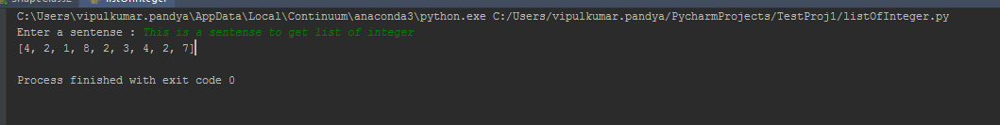 C:\Users\vipulkumar.pandya\AppData\Local\Continuum\anaconda3\python.exe C:/Users/vipulkumar.pandya/PycharmProjects/TestProj1/listOfInteger.py
Enter a sentense : This is a sentense to get list of integer
[4, 2, 1, 8, 2, 3, 4, 2, 7]
Process finished with exit code 0